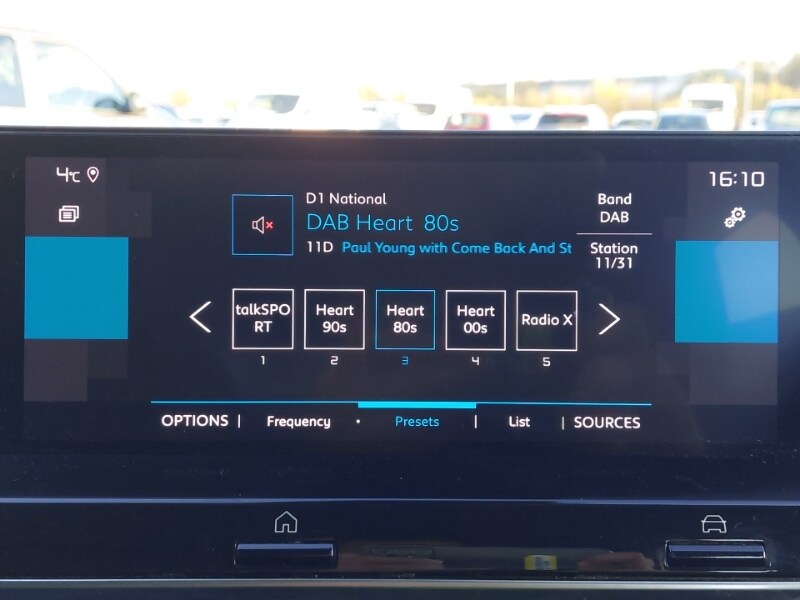 4°C
16:10
D1 National
DAB Heart 80s
11D Paul Young with Come Back And St
Band
DAB
Station
11/31
talkSPO
RT
Heart
90s
Heart
80s
Heart
00s
Radio X
1
2
3
4
5
OPTIONS | Frequency • Presets | List | SOURCES